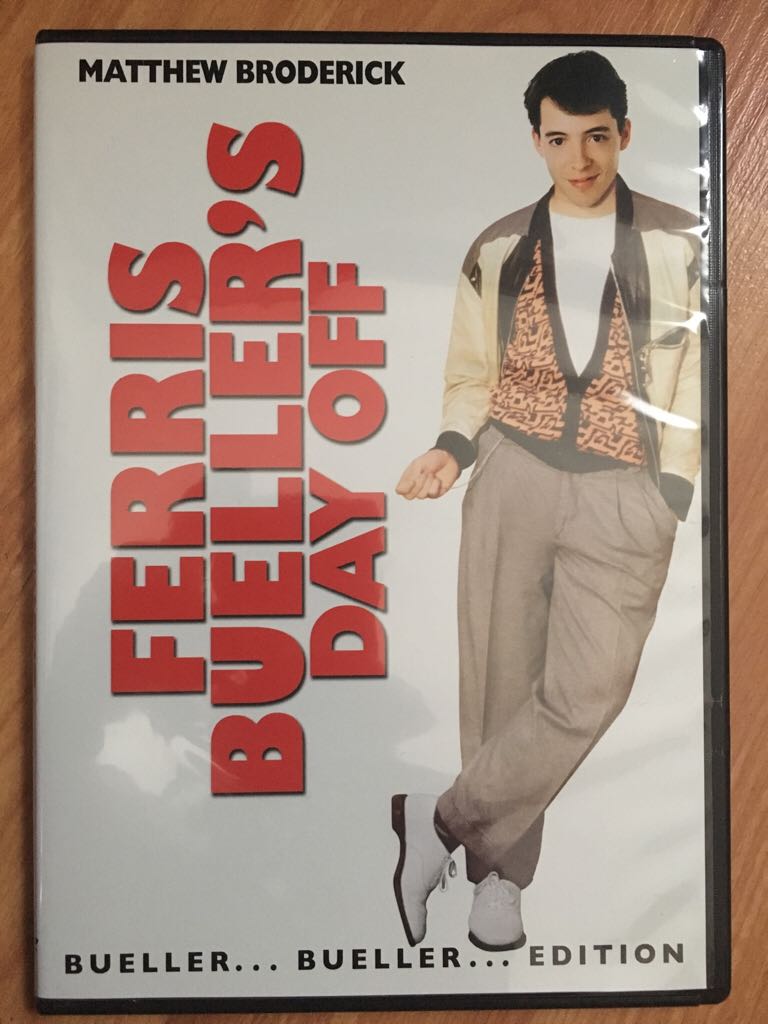 MATTHEW BRODERICK
FERRIS
BUELLER'S
DAY OFF
BUELLER... BUELLER... EDITION